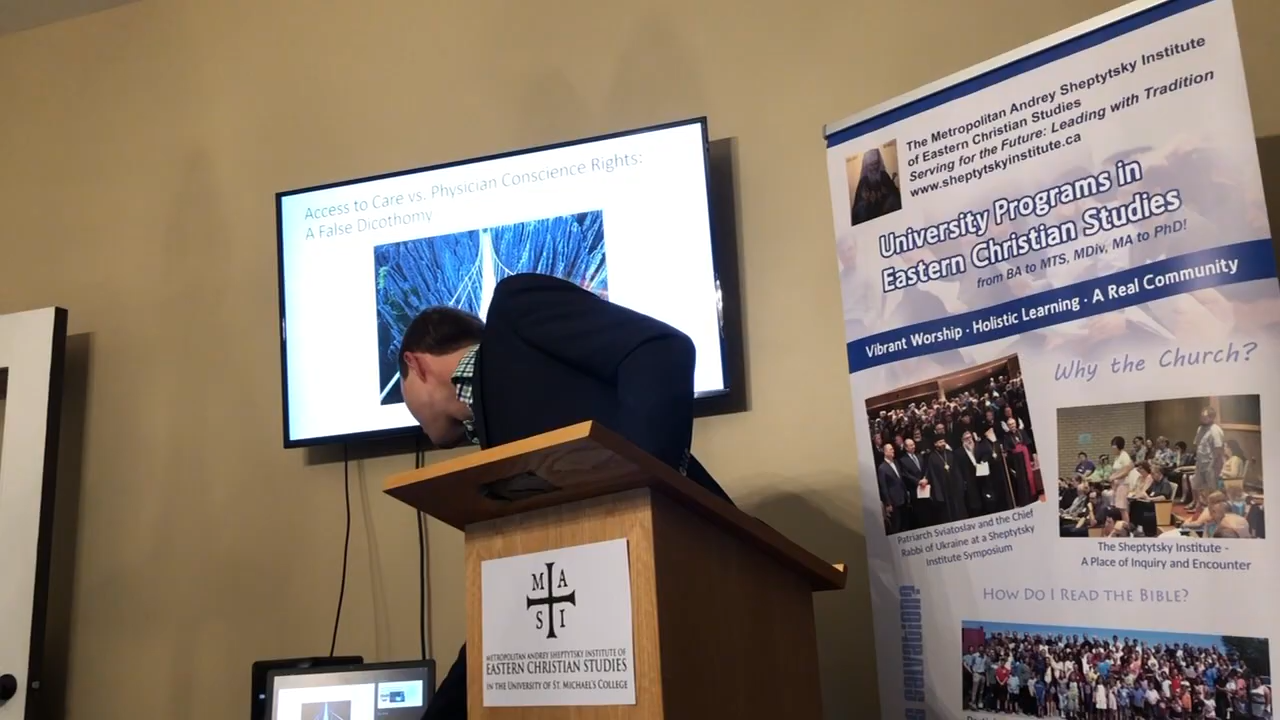 Access to Care vs. Physician Conscience Rights:
A False Dicothomy
The Metropolitan Andrey Sheptytsky Institute
of Eastern Christian Studies
Serving for the Future: Leading with Tradition
www.sheptytskyinstitute.ca
University Programs in
Eastern Christian Studies
from BA to MTS, MDiv, MA to PhD!
Vibrant Worship · Holistic Learning · A Real Community
Why the Church?
Patriarch Sviatoslav and the Chief
Rabbi of Ukraine at a Sheptytsky
Institute Symposium
The Sheptytsky Institute -
A Place of Inquiry and Encounter
How Do I Read the Bible?
Salvation?
M A
S I
Metropolitan Andrey Sheptytsky Institute of
Eastern Christian Studies
in the University of St. Michael's College